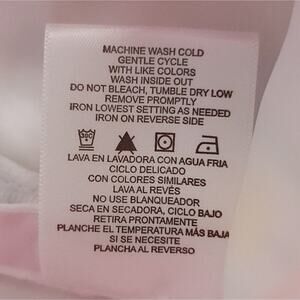 MACHINE WASH COLD
GENTLE CYCLE
WITH LIKE COLORS
WASH INSIDE OUT
DO NOT BLEACH, TUMBLE DRY LOW
REMOVE PROMPTLY
IRON LOWEST SETTING AS NEEDED
IRON ON REVERSE SIDE
LAVA EN LAVADORA CON AGUA FRIA
CICLO DELICADO
CON COLORES SIMILARES
LAVA AL REVÉS
NO USE BLANQUEADOR
SECA EN SECADORA, CICLO BAJO
RETIRA PRONTAMENTE
PLANCHE EL TEMPERATURA MÁS BAJA
SI SE NECESITE
PLANCHA AL REVERSO